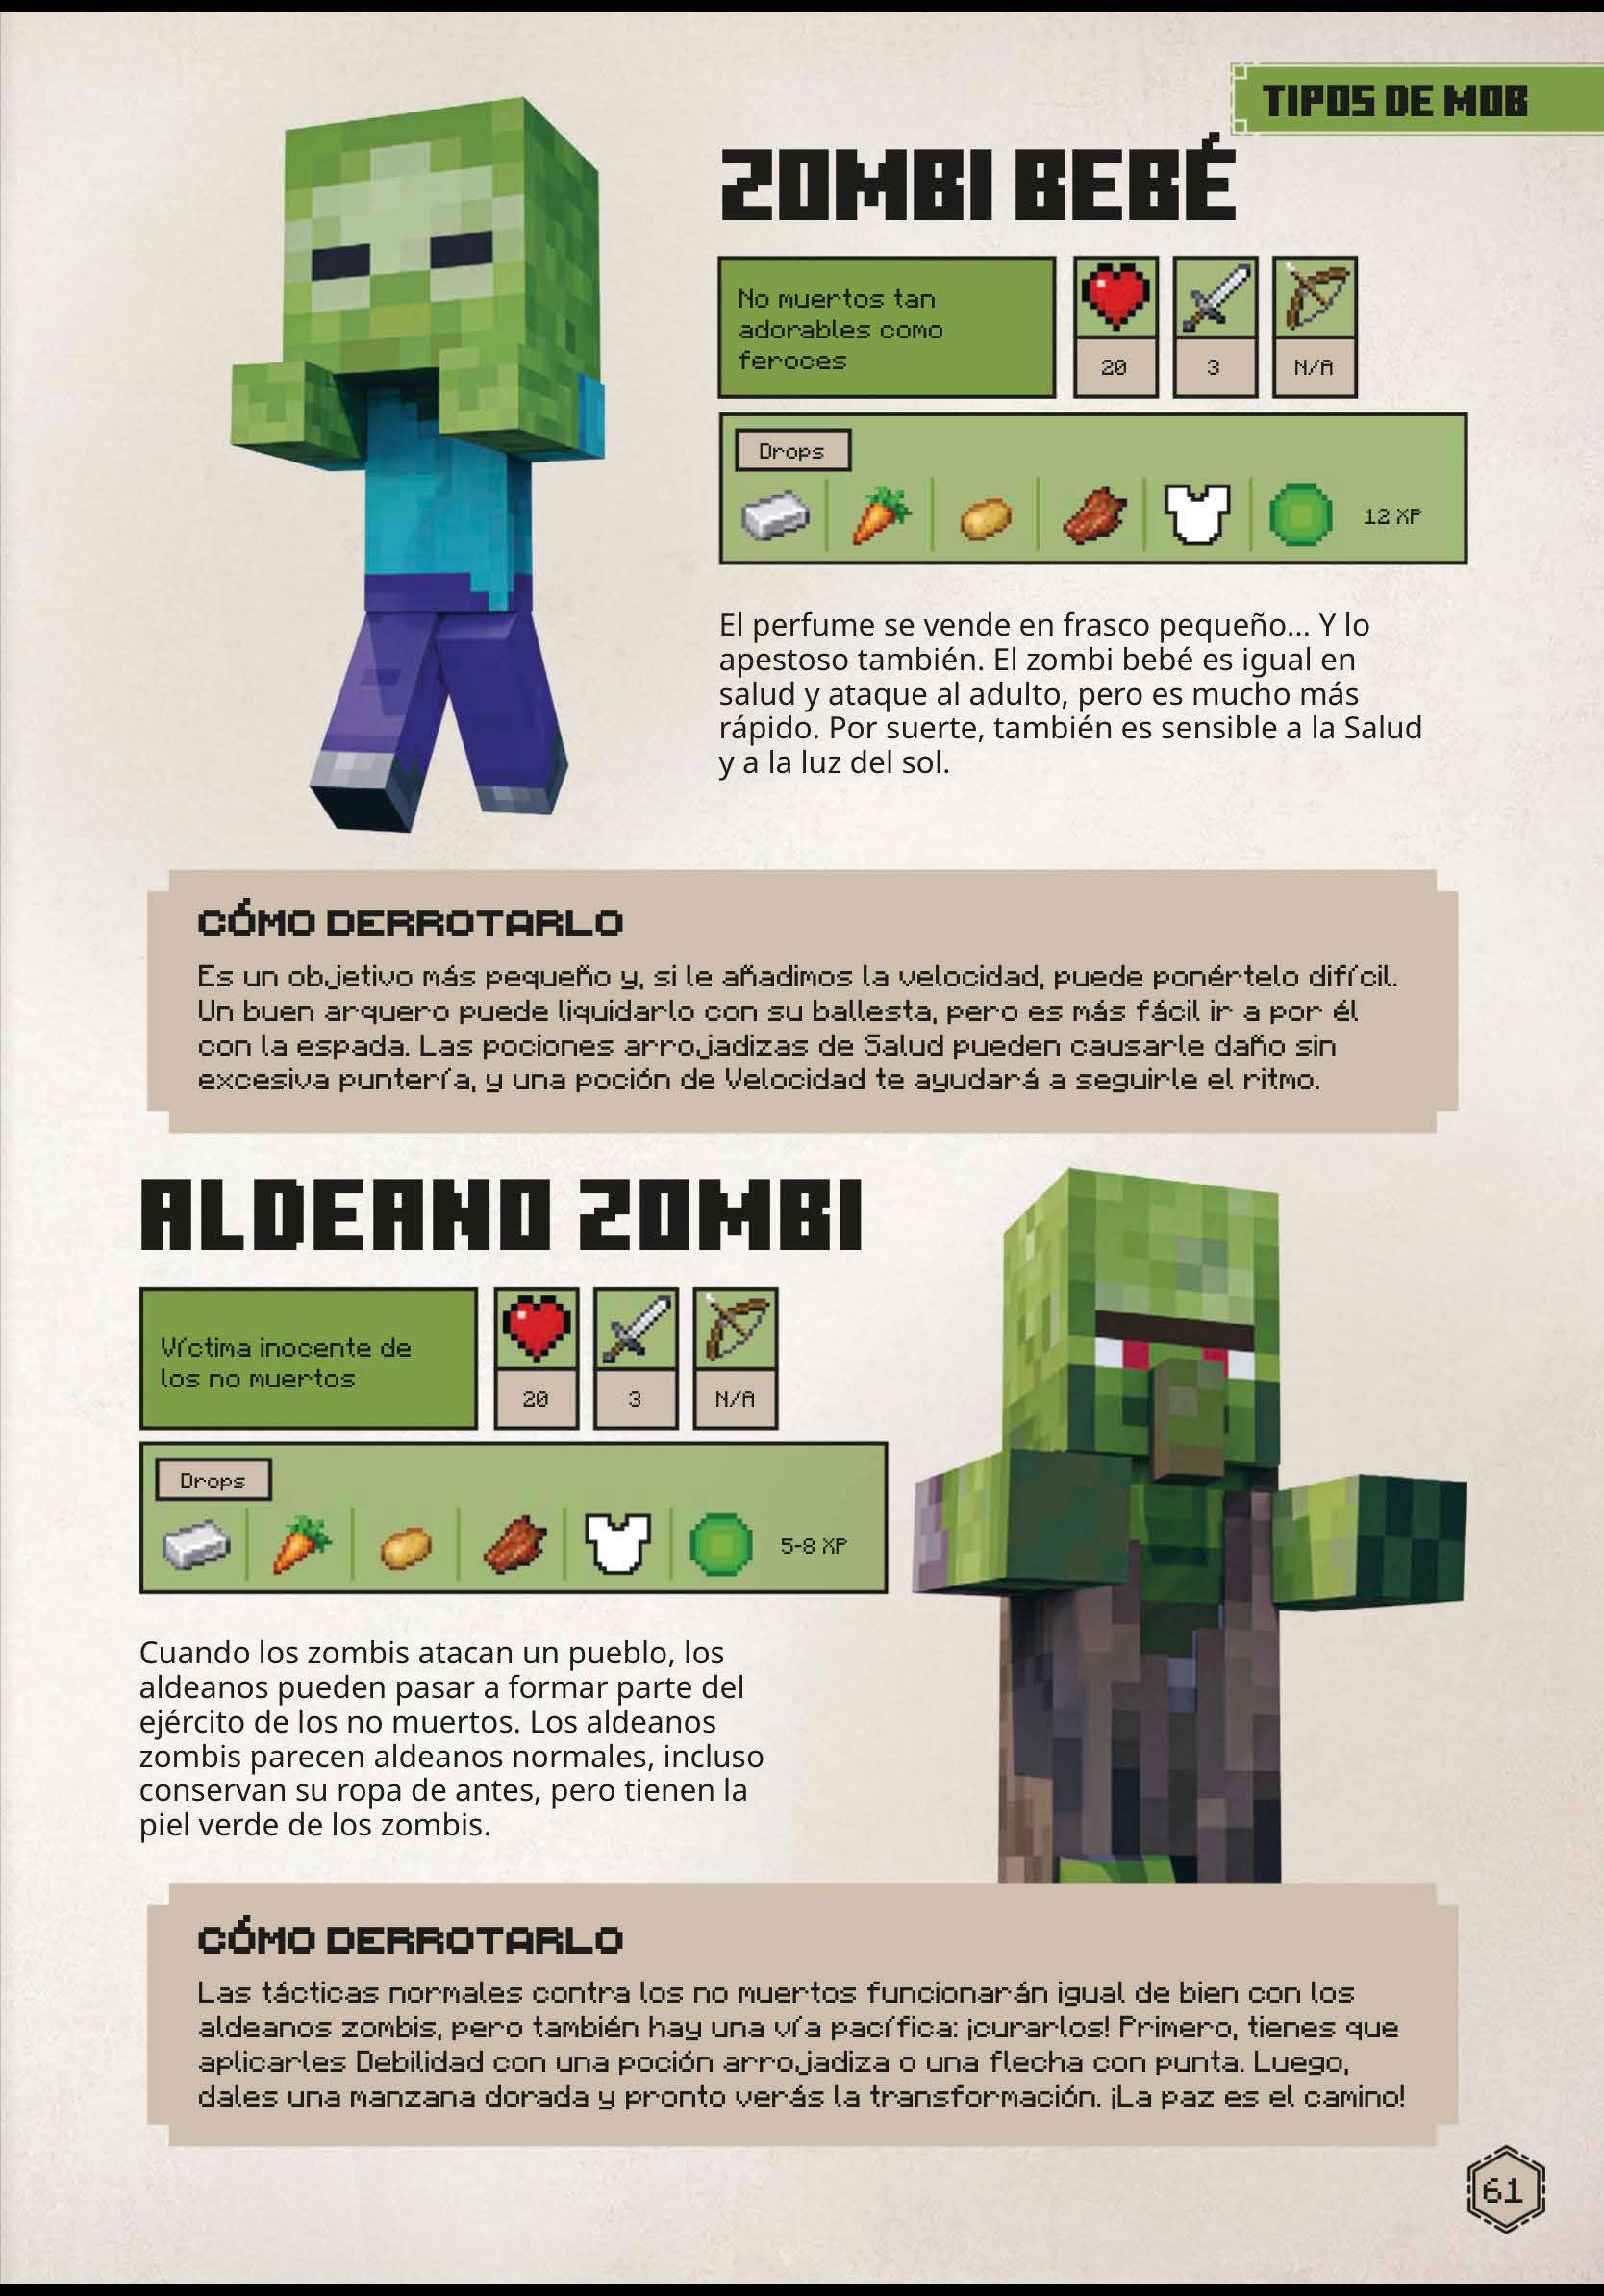 TIPOS DE MOB
ZOMBI BEBÉ
No muertos tan
adorables como
feroces
20
3
N/A
Drops
12 XP
El perfume se vende en frasco pequeño... Y lo
apestoso también. El zombi bebé es igual en
salud y ataque al adulto, pero es mucho más
rápido. Por suerte, también es sensible a la Salud
y a la luz del sol.
CÓMO DERROTARLO
Es un objetivo más pequeño y, si le añadimos la velocidad, puede ponértelo difícil.
Un buen arquero puede liquidarlo con su ballesta, pero es más fácil ir a por él
con la espada. Las pociones arrojadizas de Salud pueden causarle daño sin
excesiva puntería, y una poción de Velocidad te ayudará a seguirle el ritmo.
ALDEANO ZOMBI
Víctima inocente de
los no muertos
20
3
N/A
Drops
5-8 XP
Cuando los zombis atacan un pueblo, los
aldeanos pueden pasar a formar parte del
ejército de los no muertos. Los aldeanos
zombis parecen aldeanos normales, incluso
conservan su ropa de antes, pero tienen la
piel verde de los zombis.
CÓMO DERROTARLO
Las tácticas normales contra los no muertos funcionarán igual de bien con los
aldeanos zombis, pero también hay una vía pacífica: ¡curarlos! Primero, tienes que
aplicarles Debilidad con una poción arrojadiza o una flecha con punta. Luego,
dales una manzana dorada y pronto verás la transformación. ¡La paz es el camino!
61